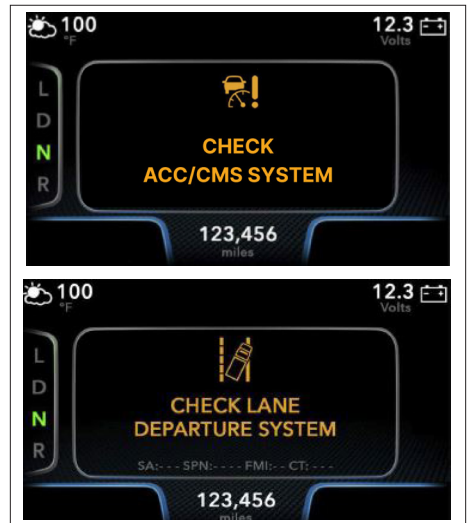 100 12.3
°F Volts
L
D
N
R
CHECK
ACC/CMS SYSTEM
123,456
miles
100 12.3
°F Volts
L
D
N
R
CHECK LANE
DEPARTURE SYSTEM
SA:--- SPN:---- FMI:-- CT:---
123,456
miles